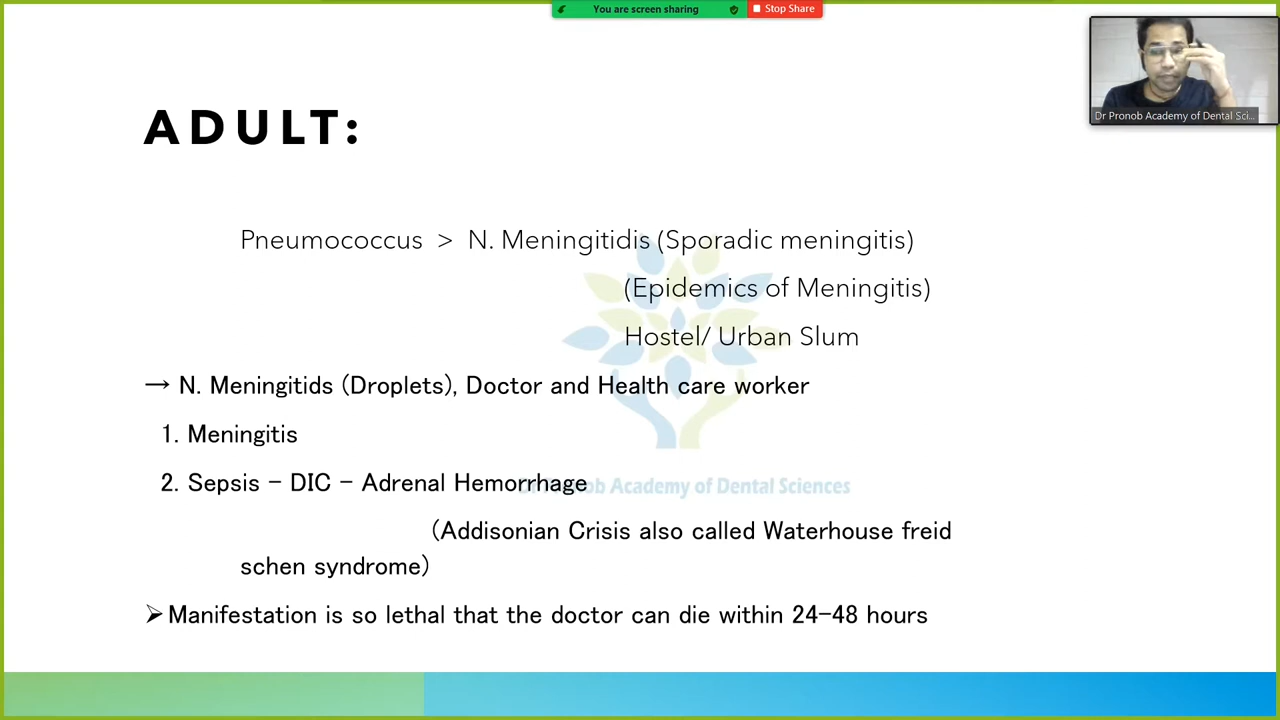 You are screen sharing
Stop Share
Dr Pronob Academy of Dental Sci...
ADULT:
Pneumococcus > N. Meningitidis (Sporadic meningitis)
(Epidemics of Meningitis)
Hostel/ Urban Slum
→ N. Meningitids (Droplets), Doctor and Health care worker
1. Meningitis
2. Sepsis – DIC – Adrenal Hemorrhage
Academy of Dental Sciences
(Addisonian Crisis also called Waterhouse freid
schen syndrome)
➢ Manifestation is so lethal that the doctor can die within 24–48 hours